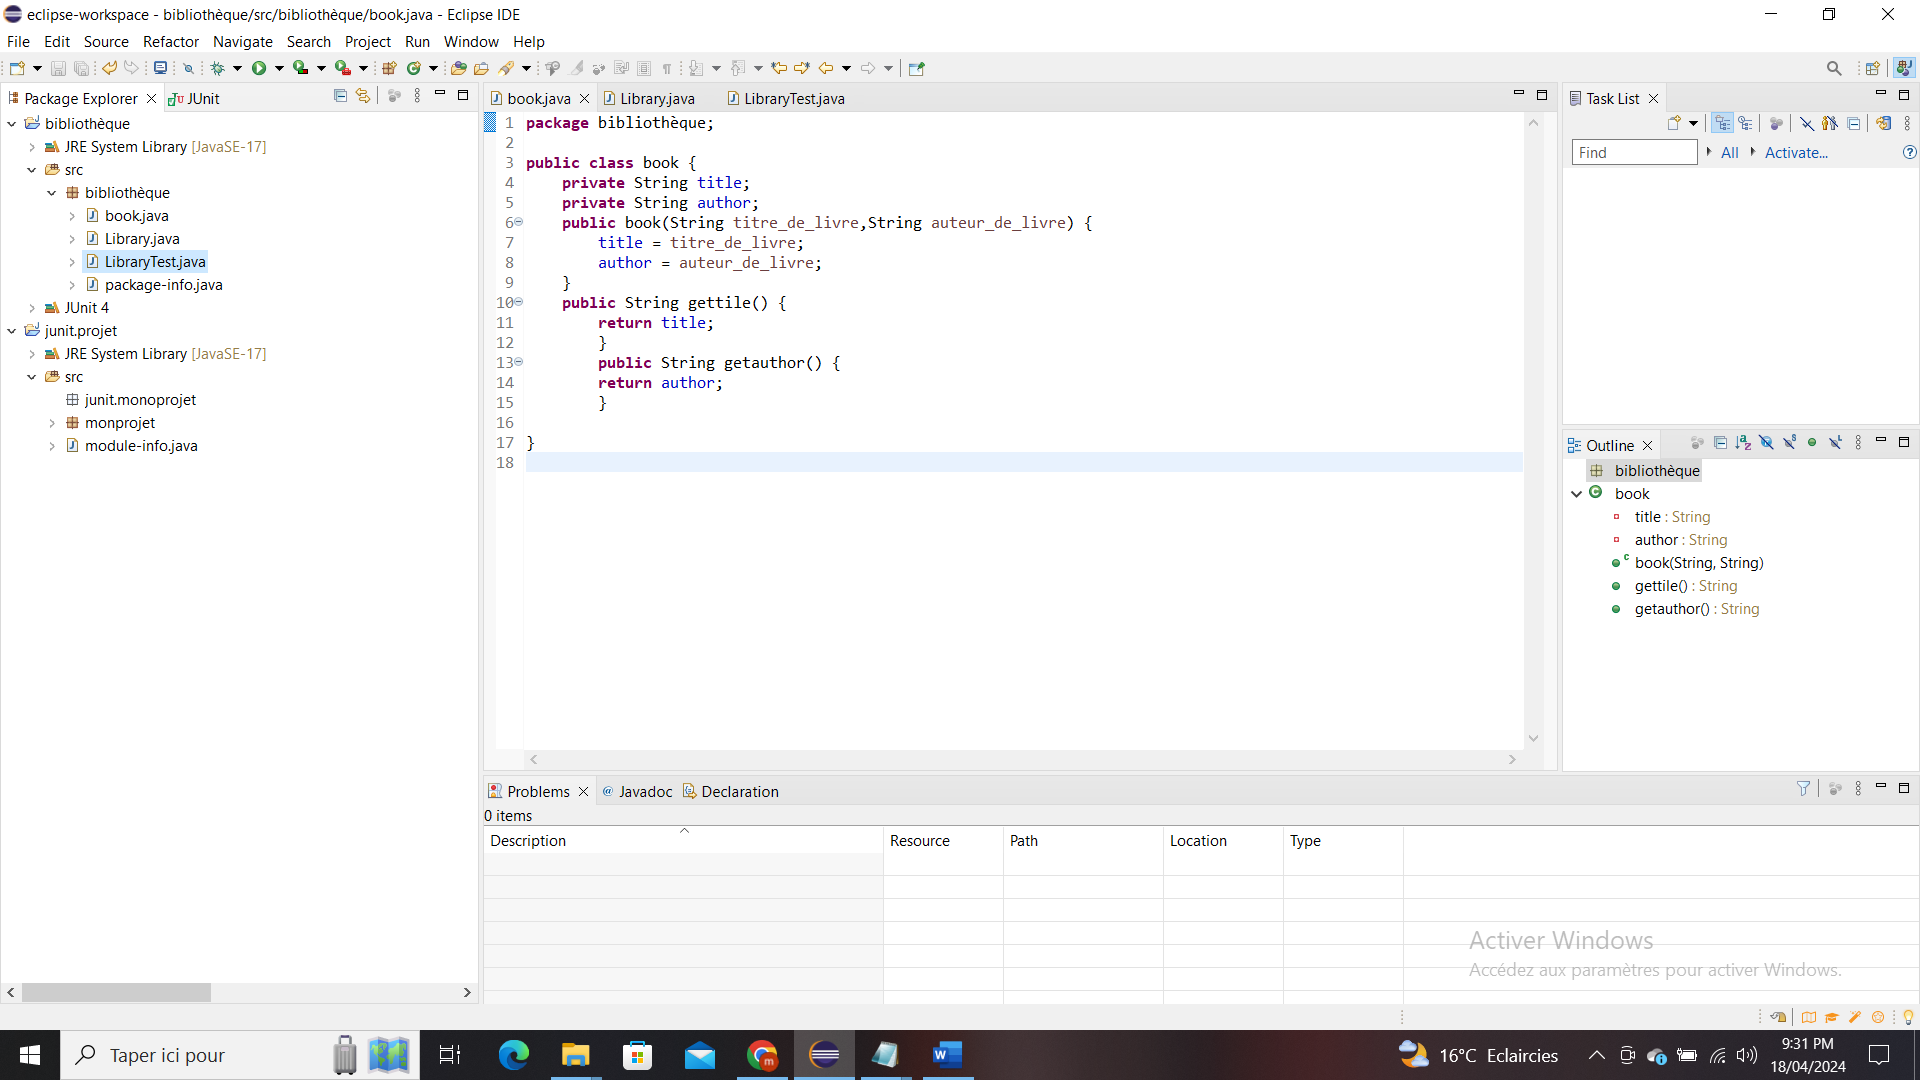 eclipse-workspace - bibliothèque/src/bibliothèque/book.java - Eclipse IDE
File Edit Source Refactor Navigate Search Project Run Window Help
Package Explorer JUnit
bibliothèque
JRE System Library [JavaSE-17]
src
bibliothèque
book.java
Library.java
LibraryTest.java
package-info.java
JUnit 4
junit.projet
JRE System Library [JavaSE-17]
src
junit.monoprojet
monprojet
module-info.java
book.java Library.java LibraryTest.java
1 package bibliothèque;
2
3 public class book {
4 private String title;
5 private String author;
6 public book(String titre_de_livre,String auteur_de_livre) {
7 title = titre_de_livre;
8 author = auteur_de_livre;
9 }
10 public String gettile() {
11 return title;
12 }
13 public String getauthor() {
14 return author;
15 }
16
17 }
18
Task List
Find All Activate...
Outline
bibliothèque
book
title : String
author : String
book(String, String)
gettile() : String
getauthor() : String
Problems Javadoc Declaration
0 items
Description Resource Path Location Type
Activer Windows
Accédez aux paramètres pour activer Windows.
Taper ici pour
16°C Eclaircies
9:31 PM
18/04/2024